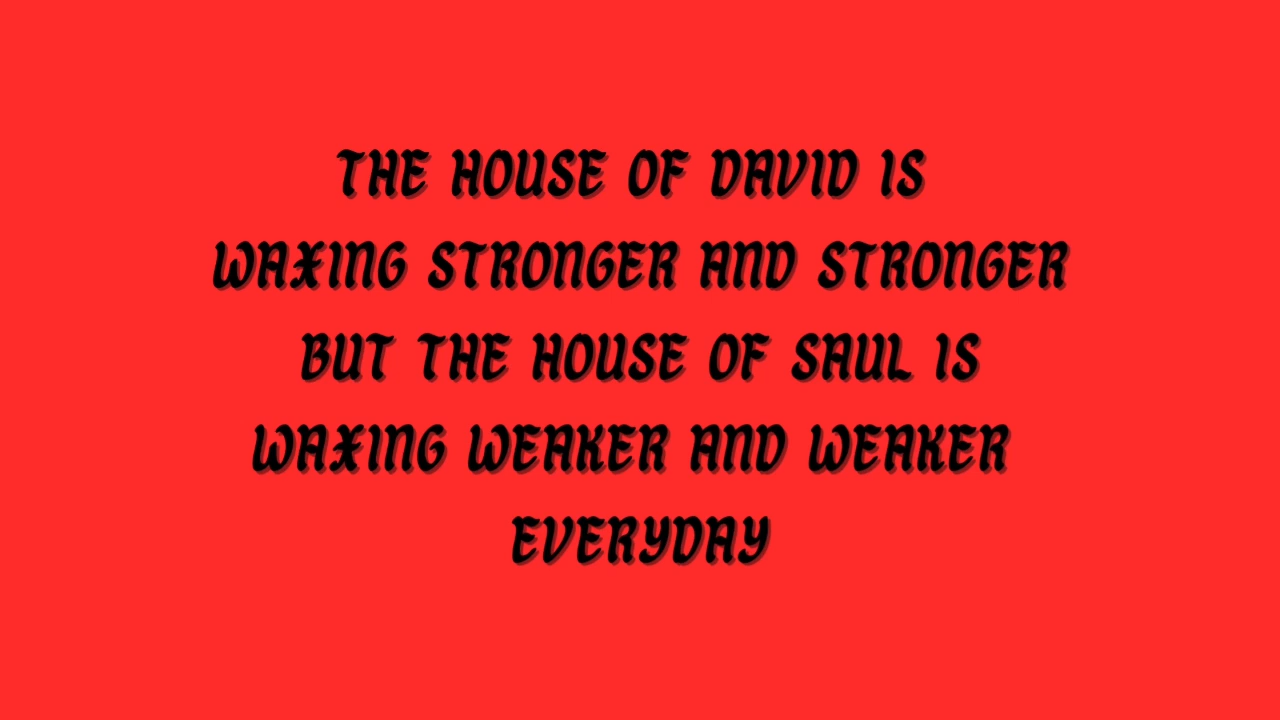 THE HOUSE OF DAVID IS
WAXING STRONGER AND STRONGER
BUT THE HOUSE OF SAUL IS
WAXING WEAKER AND WEAKER
EVERYDAY